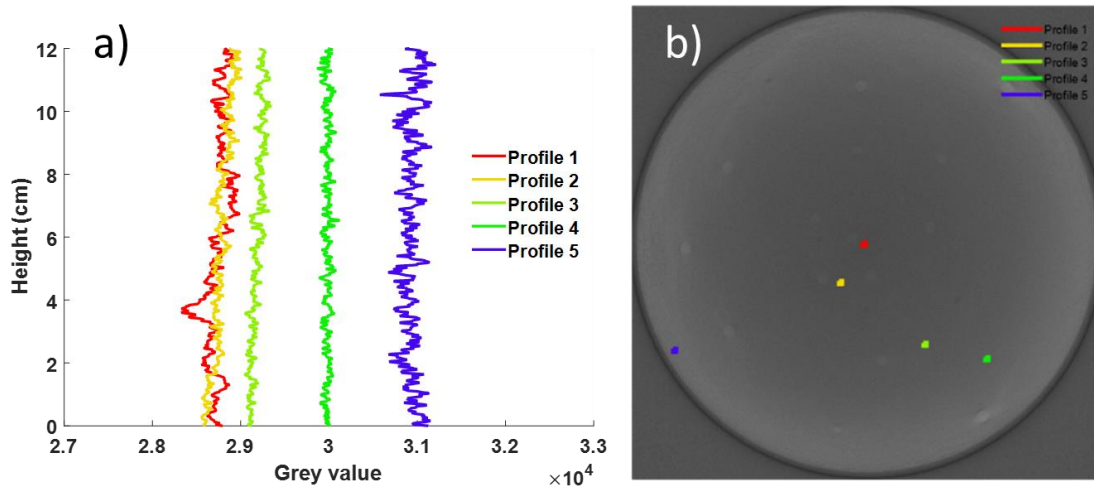 a)
12
10
8
6
4
2
0
Height (cm)
2.7
2.8
2.9
3
3.1
3.2
3.3
Grey value
×10⁴
Profile 1
Profile 2
Profile 3
Profile 4
Profile 5
b)
Profile 1
Profile 2
Profile 3
Profile 4
Profile 5